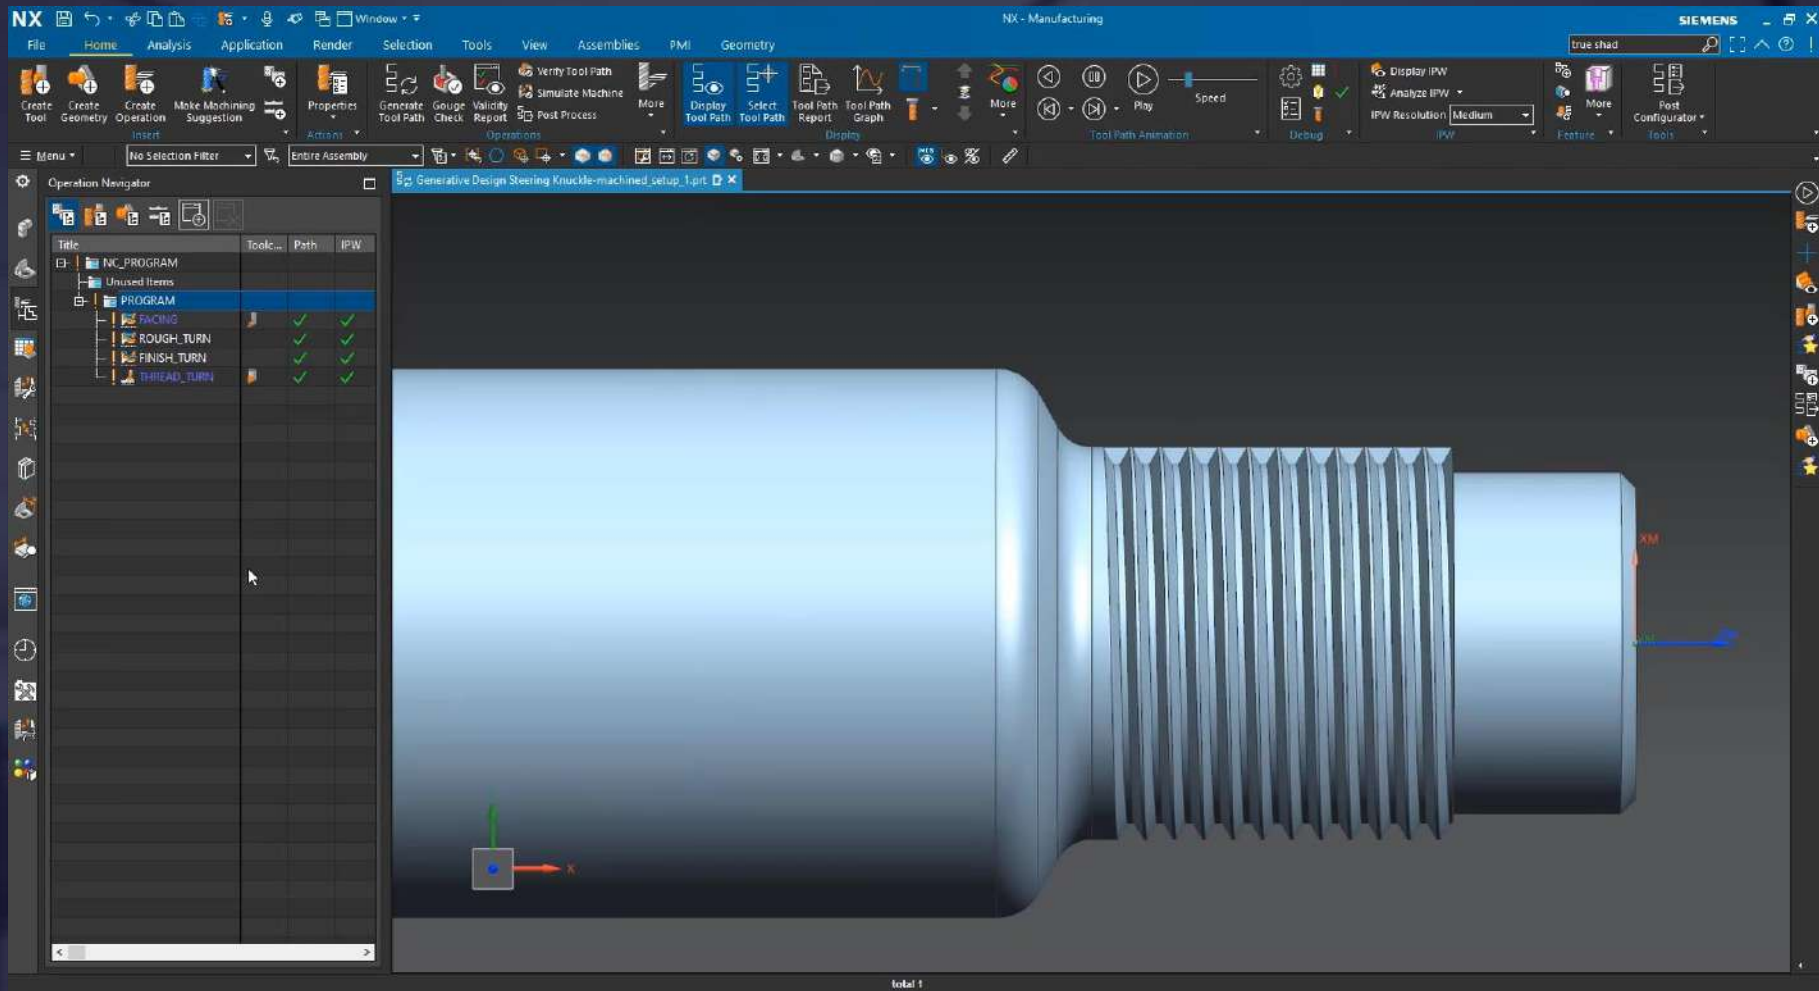 NX Window NX - Manufacturing SIEMENS
File Home Analysis Application Render Selection Tools View Assemblies PMI Geometry true shad
Create Tool Create Geometry Create Operation Make Machining Suggestion Properties Generate Tool Path Gouge Check Validity Report Verify Tool Path Simulate Machine Post Process More Display Tool Path Select Tool Path Tool Path Report Tool Path Graph More Play Speed Display IPW Analyze IPW IPW Resolution Medium More Post Configurator
Insert Actions Operations Display Tool Path Animation Debug IPW Feature Tools
Menu No Selection Filter Entire Assembly
Operation Navigator Generative Design Steering Knuckle-machined_setup_1.prt
Title Toolc... Path IPW
NC_PROGRAM
Unused Items
PROGRAM
FACING
ROUGH_TURN
FINISH_TURN
THREAD_TURN
XM
X
total 1